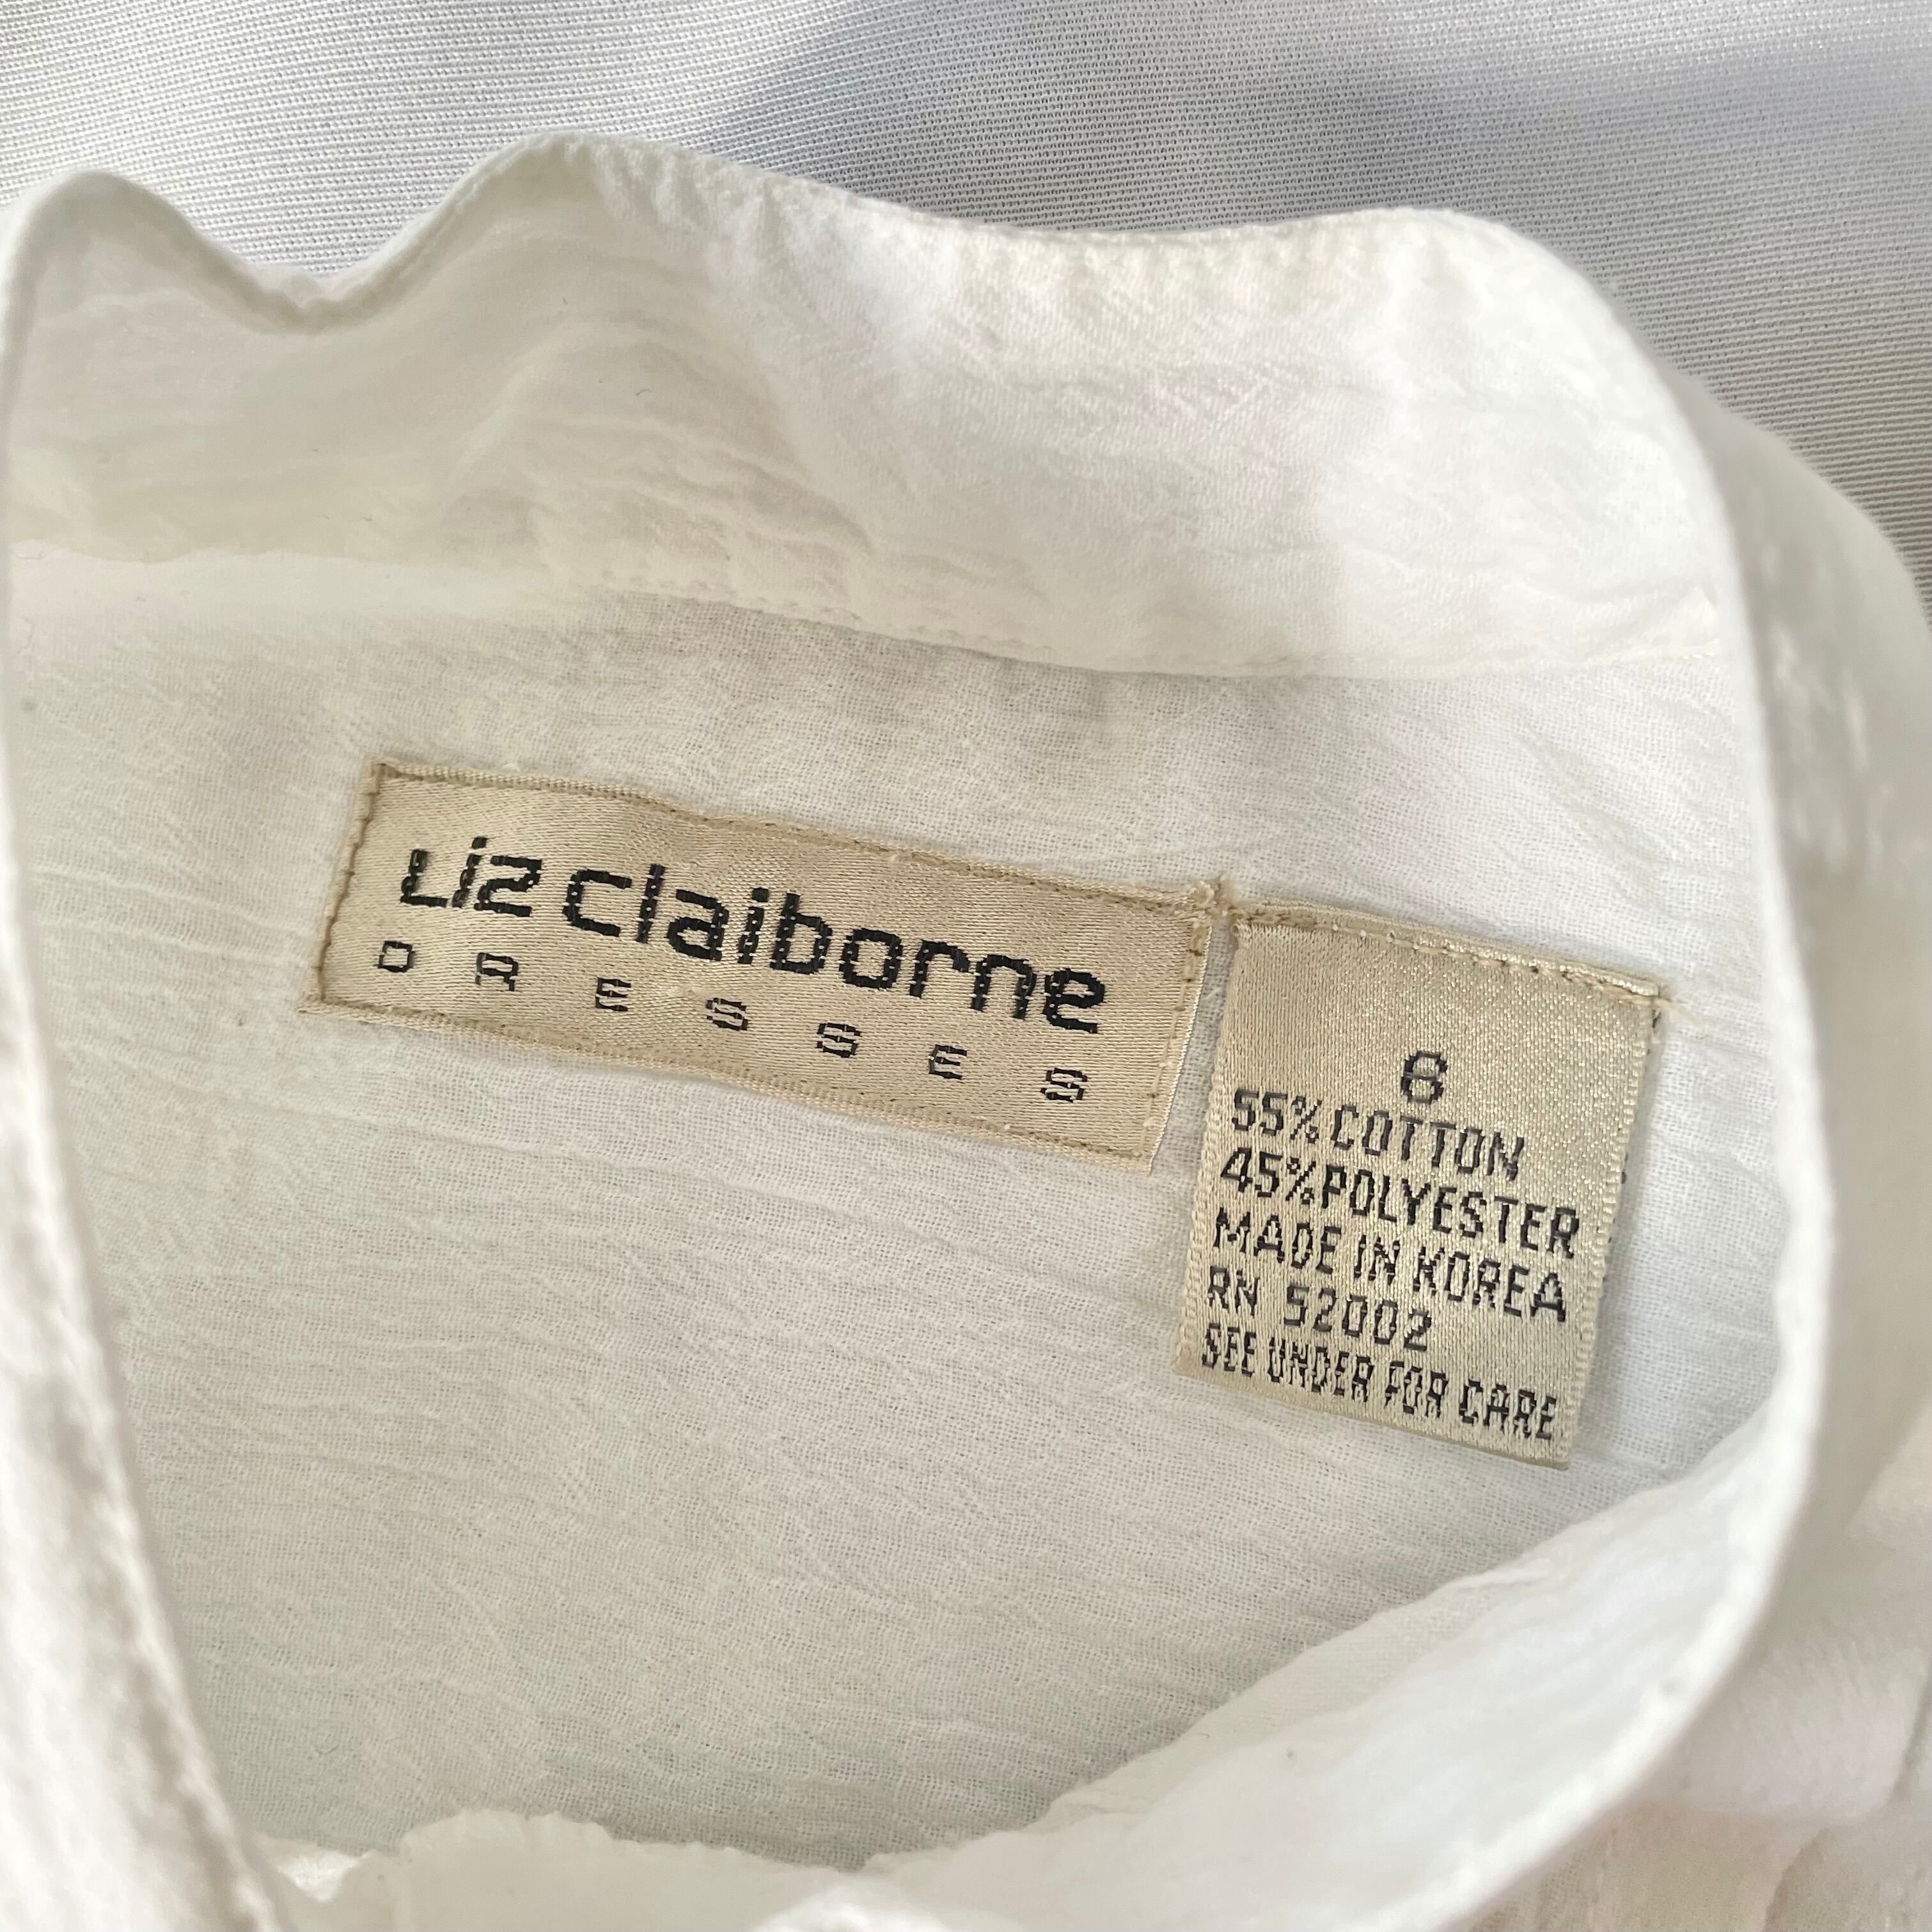 Liz claiborne
DRESSES
6
55% COTTON
45% POLYESTER
MADE IN KOREA
RN 52002
SEE UNDER FOR CARE